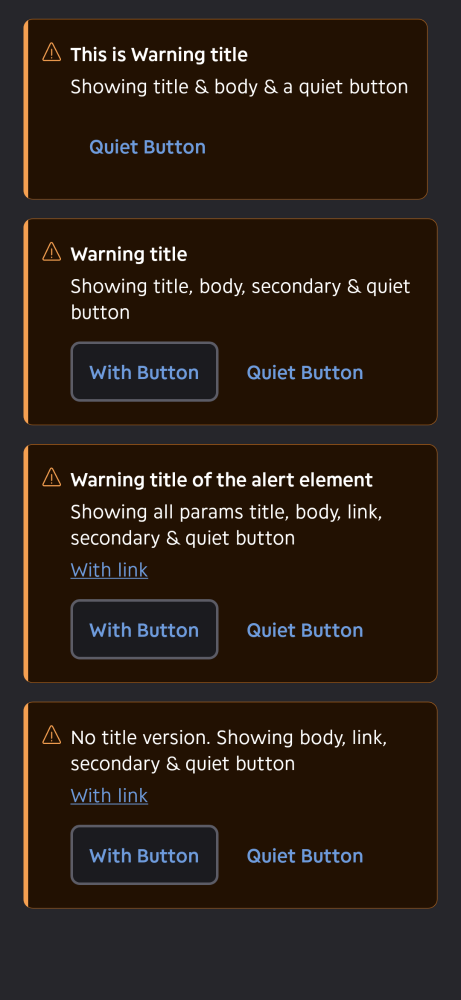 This is Warning title
Showing title & body & a quiet button
Quiet Button
Warning title
Showing title, body, secondary & quiet
button
With Button
Quiet Button
Warning title of the alert element
Showing all params title, body, link,
secondary & quiet button
With link
With Button
Quiet Button
No title version. Showing body, link,
secondary & quiet button
With link
With Button
Quiet Button